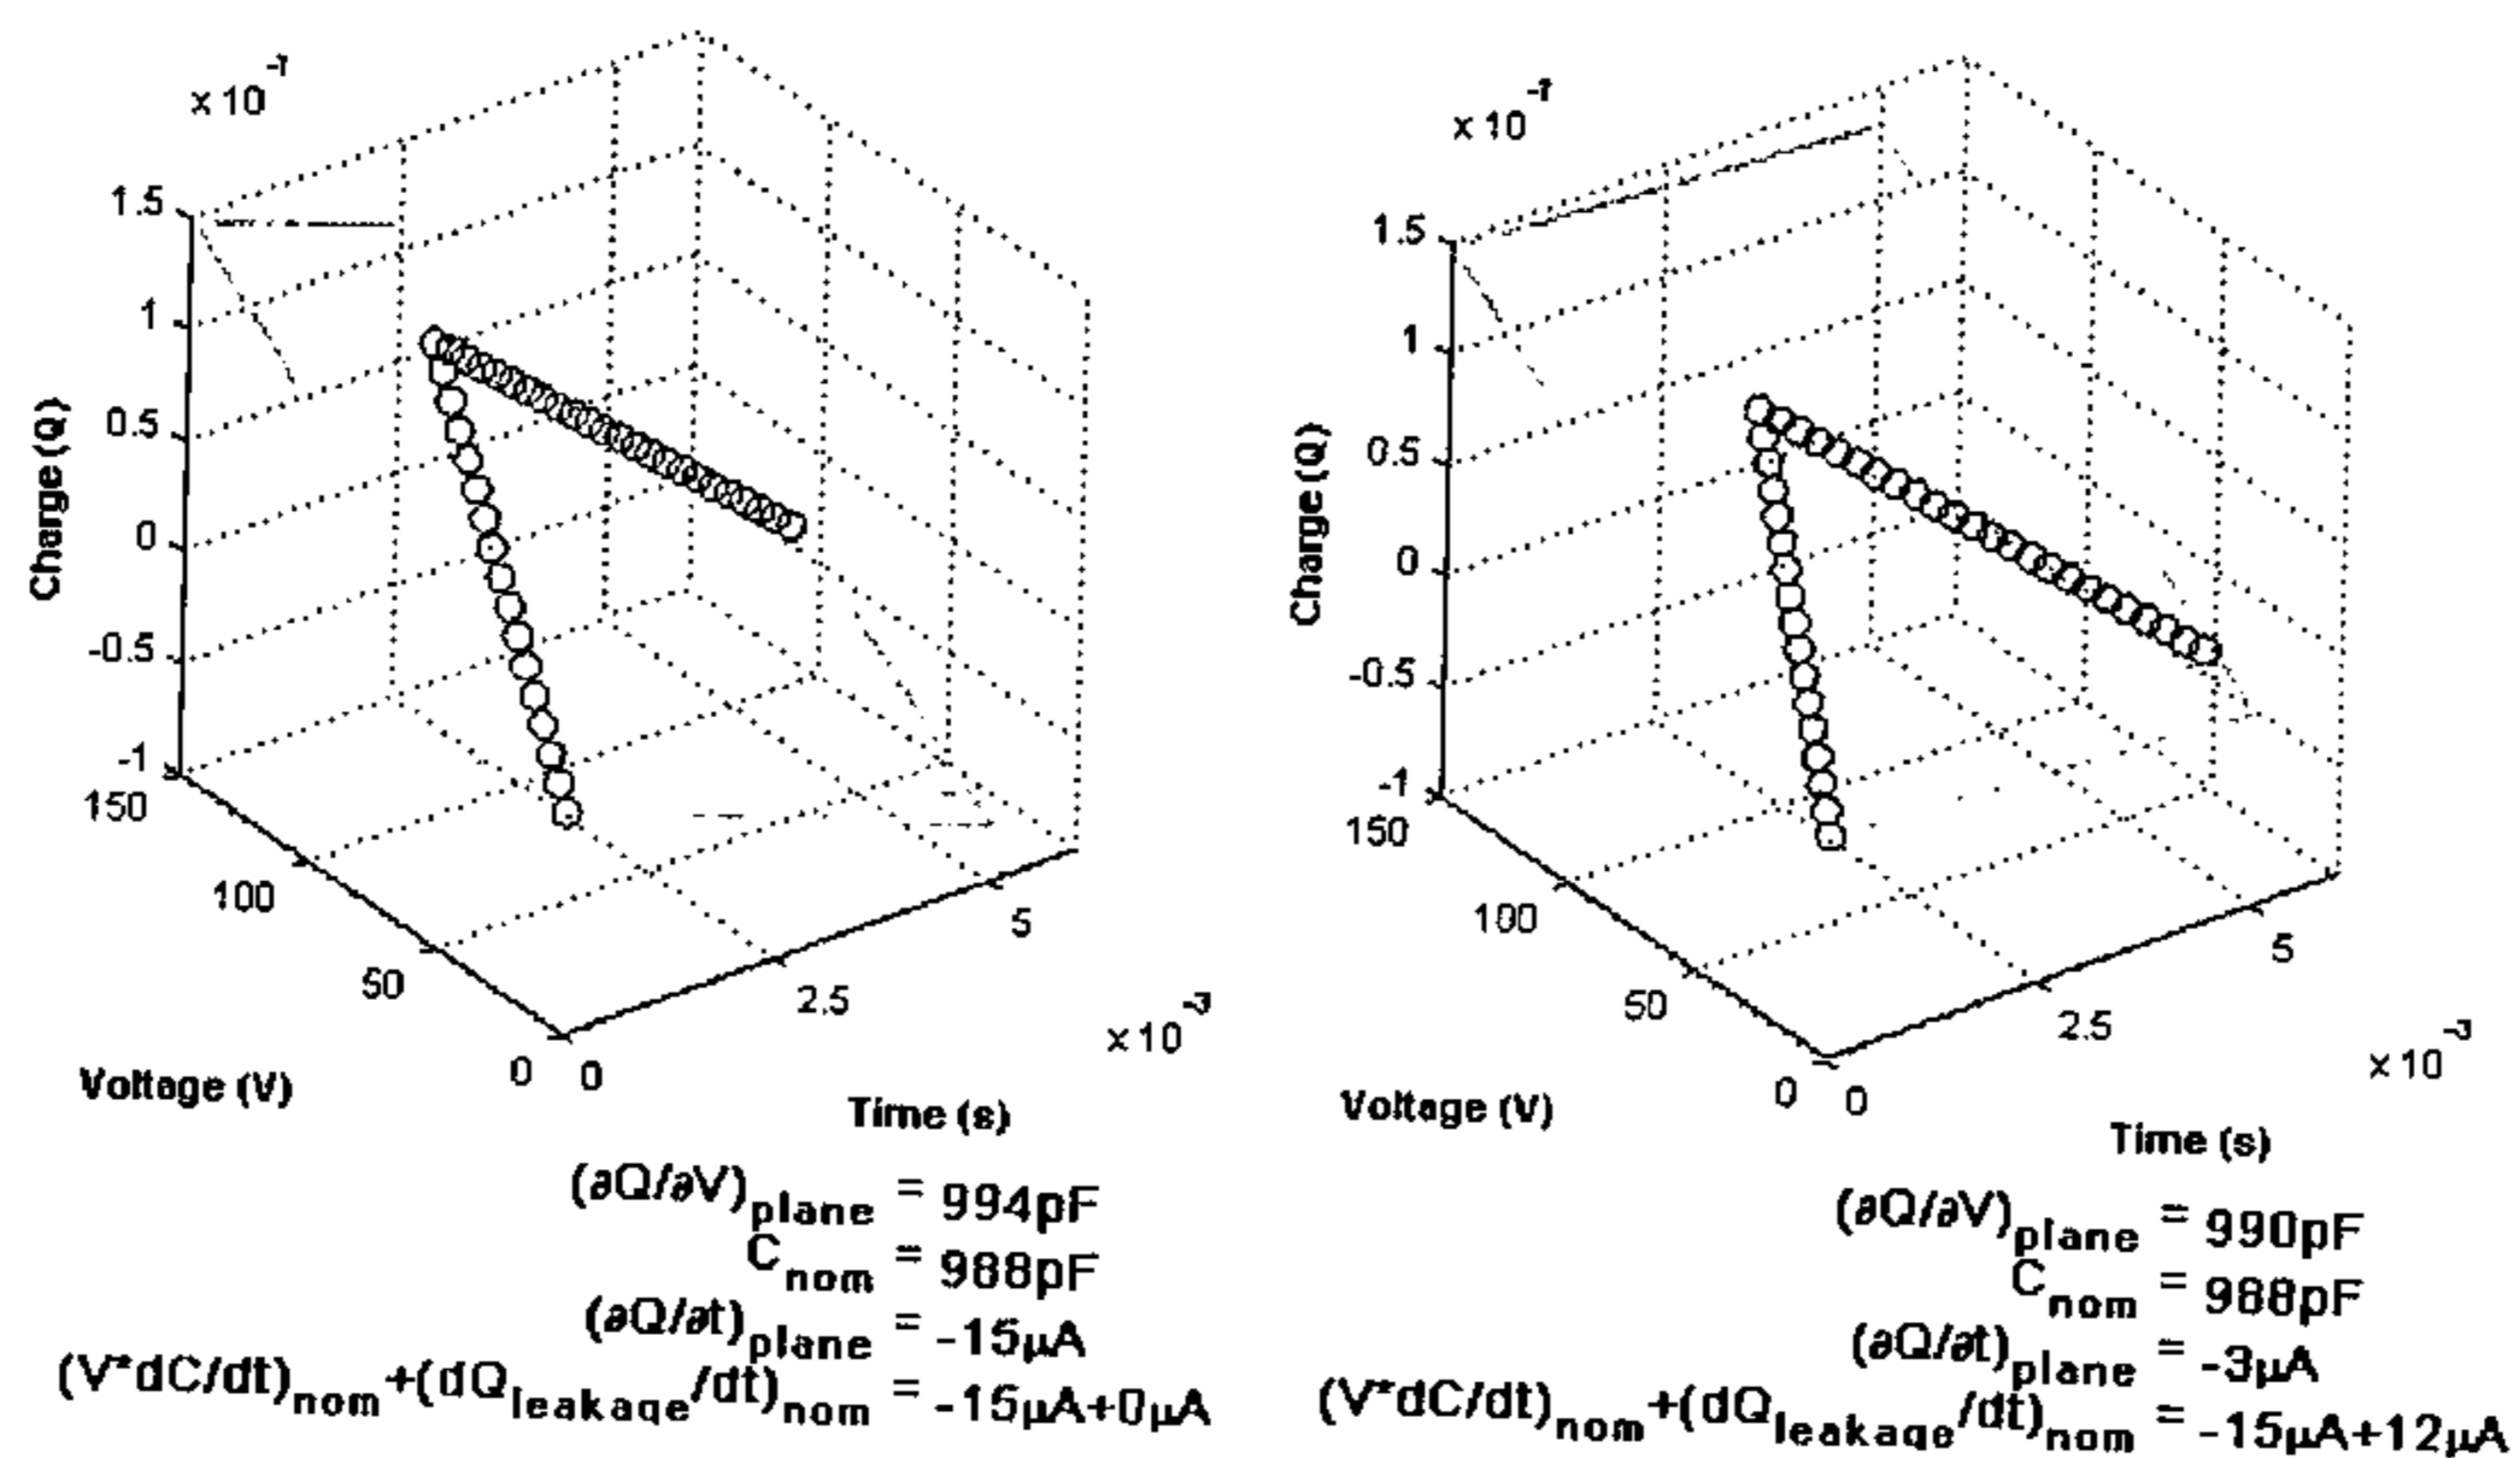 x 10
-7
1.5
1
0.5
0
-0.5
-1
Charge (Q)
150
100
50
0
Voltage (V)
0
2.5
5
x 10
-3
Time (s)
(∂Q/∂V)plane = 994pF
Cnom = 988pF
(∂Q/∂t)plane = -15µA
(V*dC/dt)nom+(dQleakage/dt)nom = -15µA+0µA
x 10
-7
1.5
1
0.5
0
-0.5
-1
Charge (Q)
150
100
50
0
Voltage (V)
0
2.5
5
x 10
-3
Time (s)
(∂Q/∂V)plane = 990pF
Cnom = 988pF
(∂Q/∂t)plane = -3µA
(V*dC/dt)nom+(dQleakage/dt)nom = -15µA+12µA